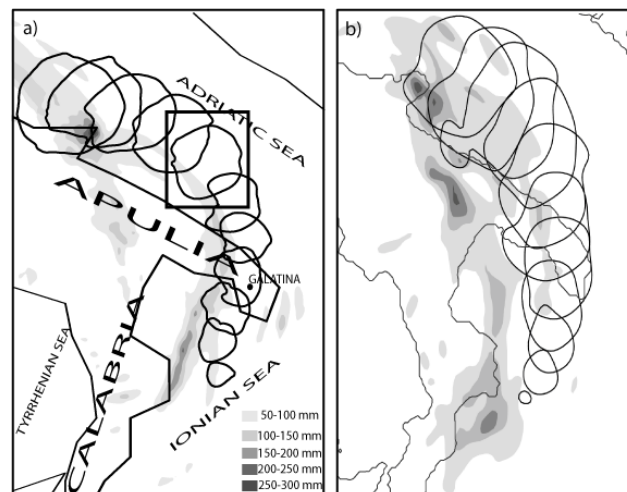 a)
b)
ADRIATIC SEA
APULIA
GALATINA
CALABRIA
TYRRHENIAN SEA
IONIAN SEA
50-100 mm
100-150 mm
150-200 mm
200-250 mm
250-300 mm